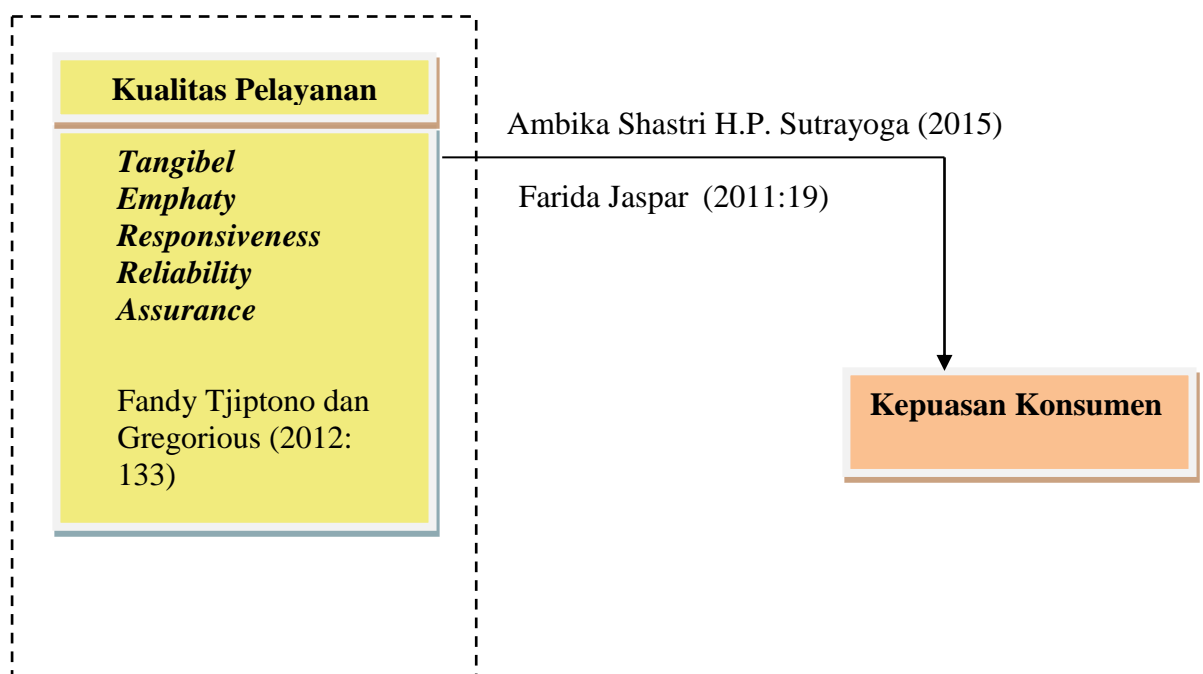 Kualitas Pelayanan
Tangibel
Emphaty
Responsiveness
Reliability
Assurance
Fandy Tjiptono dan
Gregorious (2012:
133)
Ambika Shastri H.P. Sutrayoga (2015)
Farida Jaspar (2011:19)
Kepuasan Konsumen